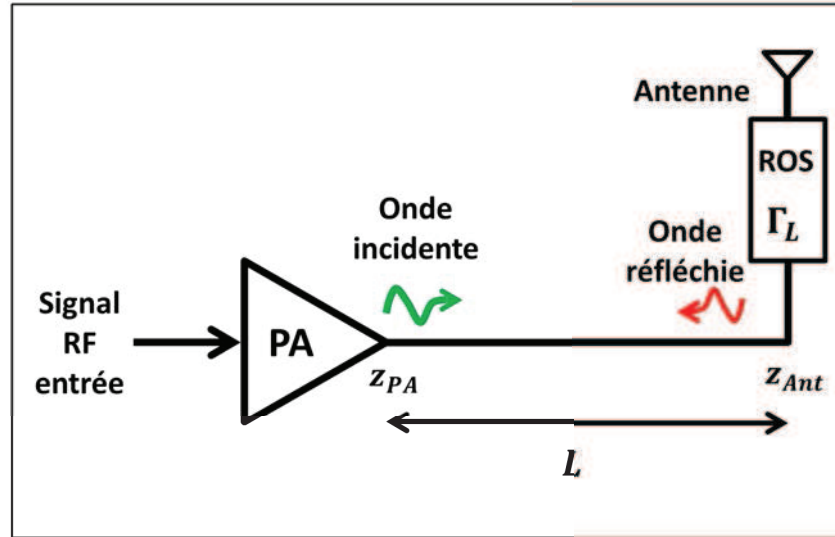 Antenne
ROS
Γ_L
Onde
incidente
Onde
réfléchie
Signal
RF
entrée
PA
z_PA
z_Ant
L